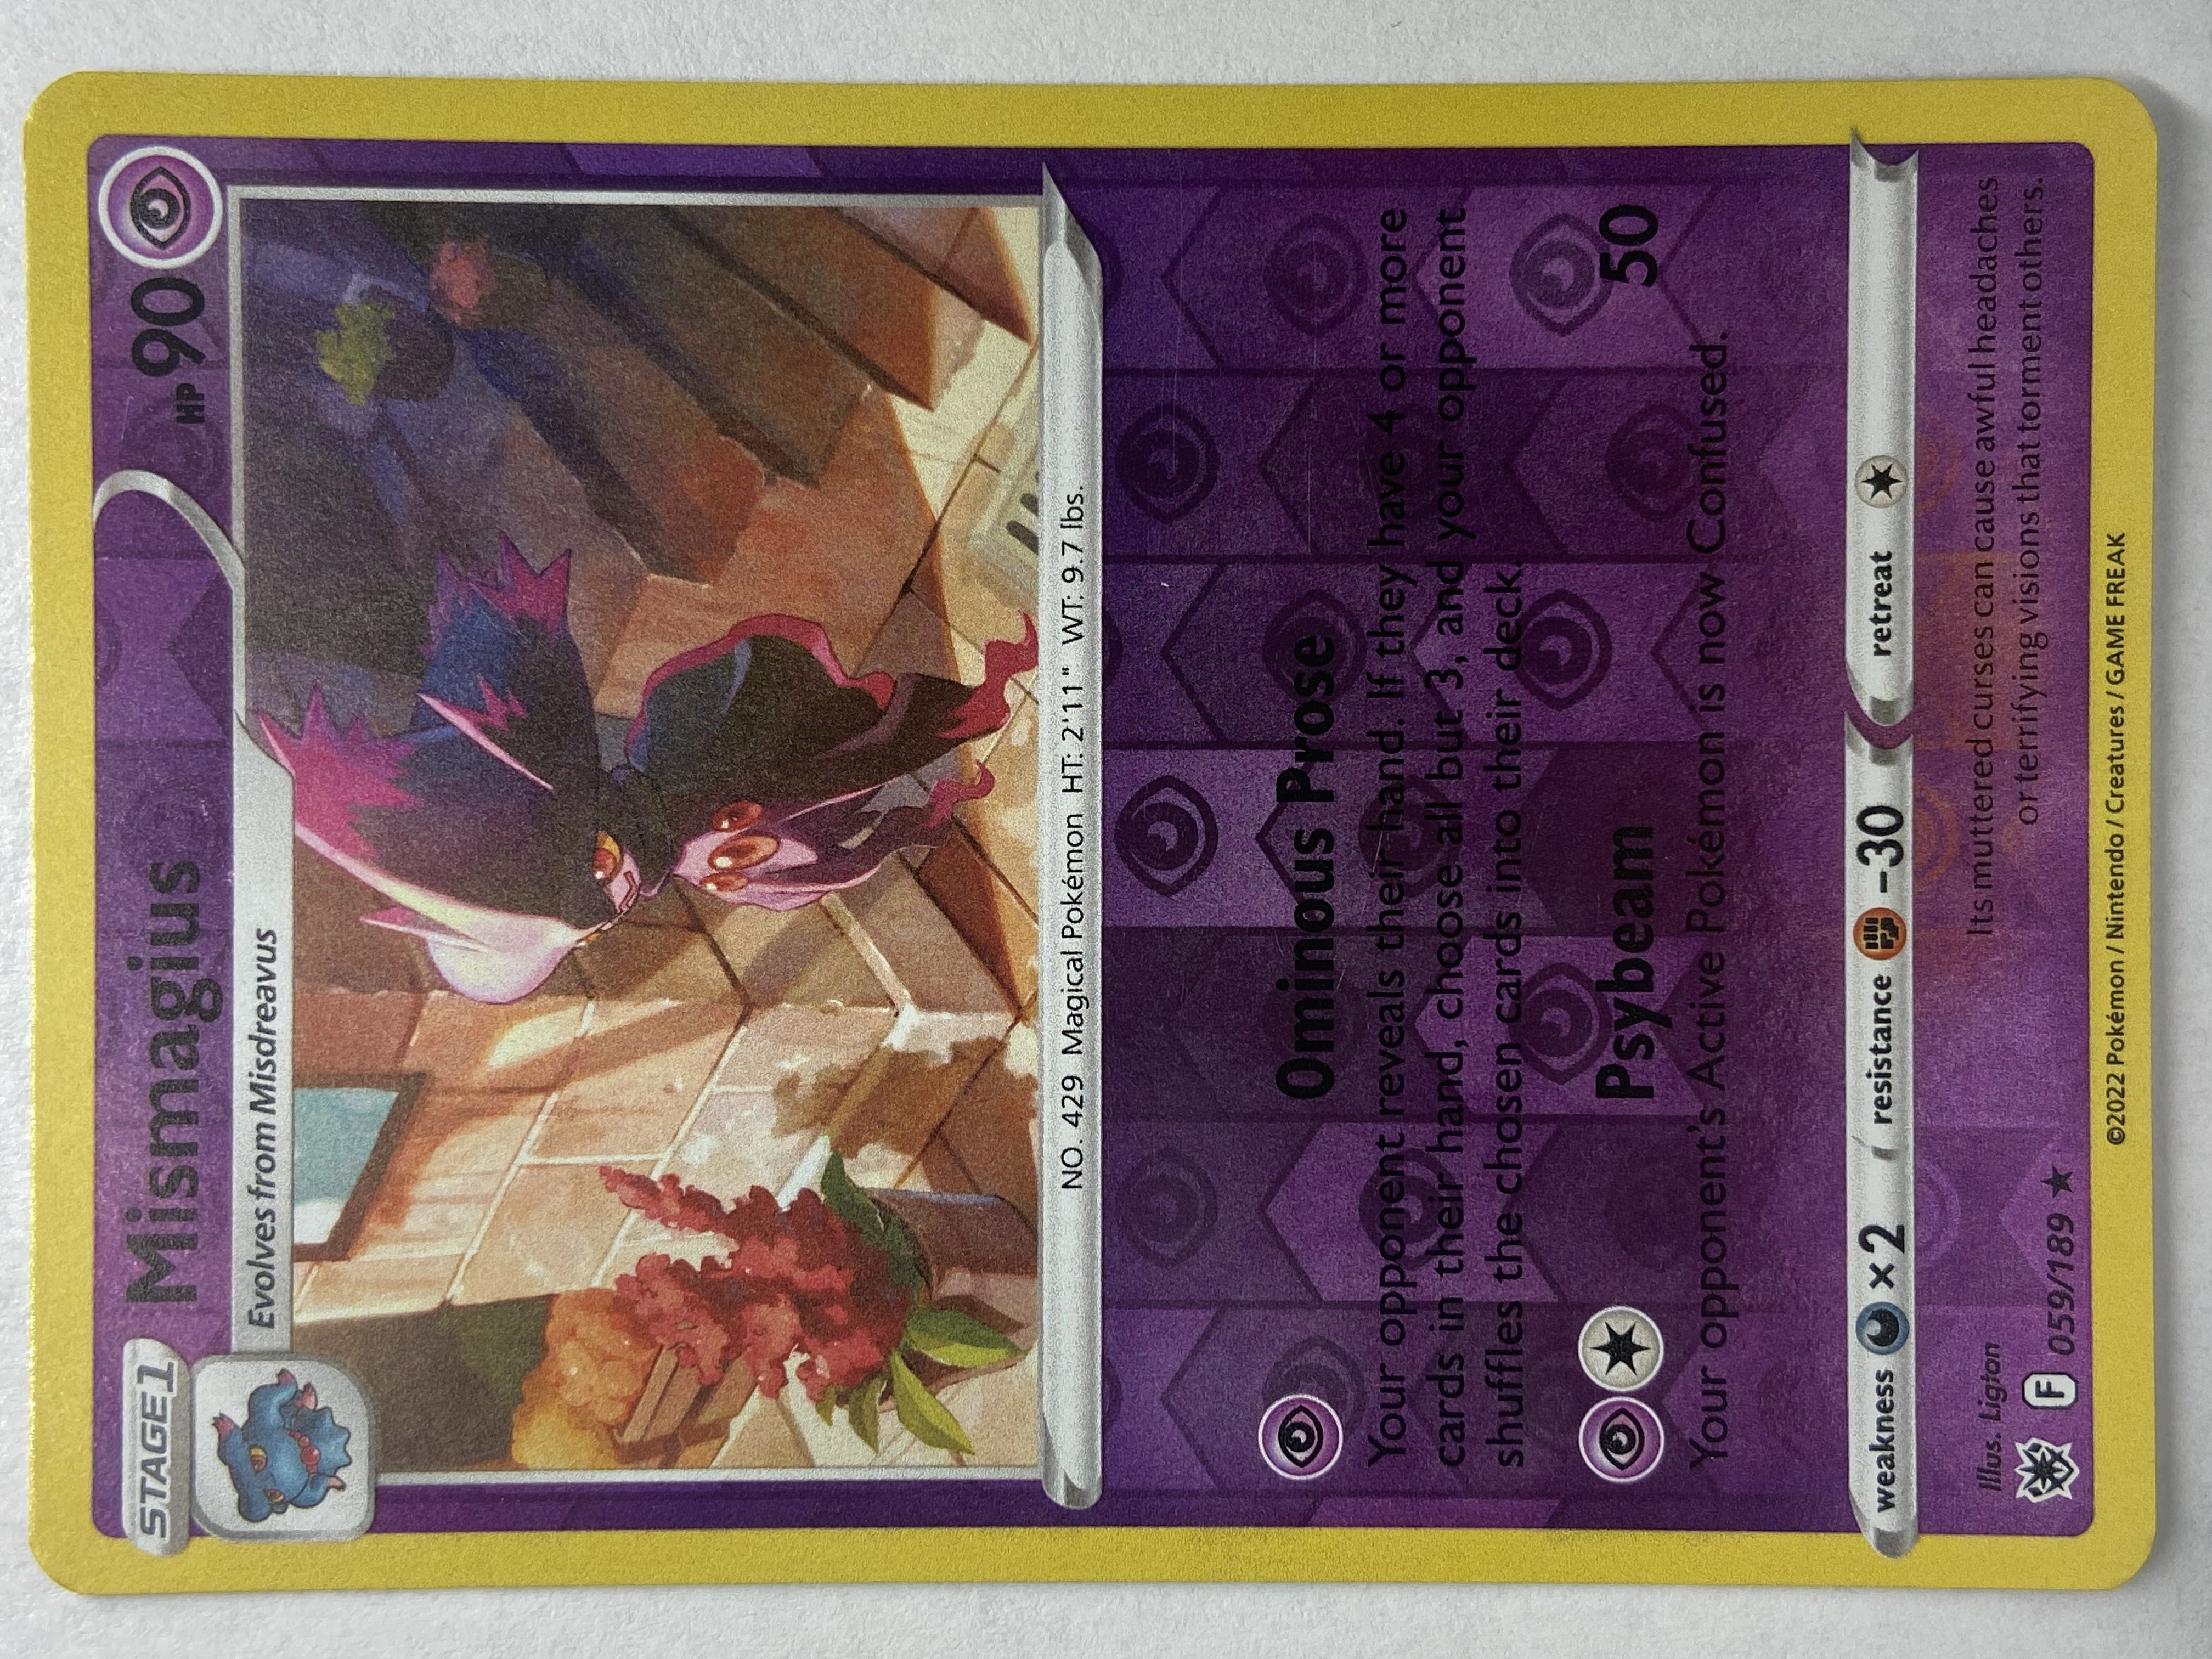 STAGE 1
Mismagius
HP 90
Evolves from Misdreavus
NO. 429 Magical Pokémon HT: 2'11" WT: 9.7 lbs.
Ominous Prose
Your opponent reveals their hand. If they have 4 or more
cards in their hand, choose all but 3, and your opponent
shuffles the chosen cards into their deck.
Psybeam 50
Your opponent's Active Pokémon is now Confused.
weakness ×2 resistance -30 retreat
Illus. Ligton
Its muttered curses can cause awful headaches
or terrifying visions that torment others.
F 059/189 ★
©2022 Pokémon / Nintendo / Creatures / GAME FREAK